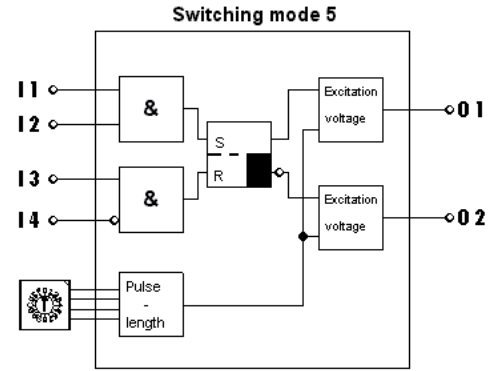 Switching mode 5
I1
I2
&
I3
I4
&
S
R
Excitation
voltage
O1
Excitation
voltage
O2
T
Pulse
-
length